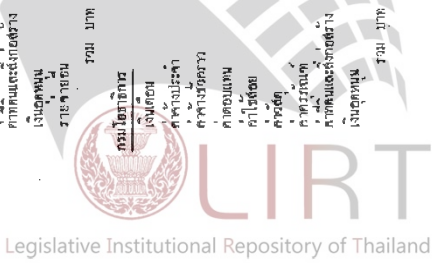 ค่าที่ดินและสิ่งก่อสร้าง
เงินอุดหนุน
รายจ่ายอื่น
รวม บาท
กรมโยธาธิการ
เงินเดือน
ค่าจ้างประจำ
ค่าจ้างชั่วคราว
ค่าตอบแทน
ค่าใช้สอย
ค่าวัสดุ
ค่าครุภัณฑ์
ค่าที่ดินและสิ่งก่อสร้าง
เงินอุดหนุน
รวม บาท
LIRT
Legislative Institutional Repository of Thailand